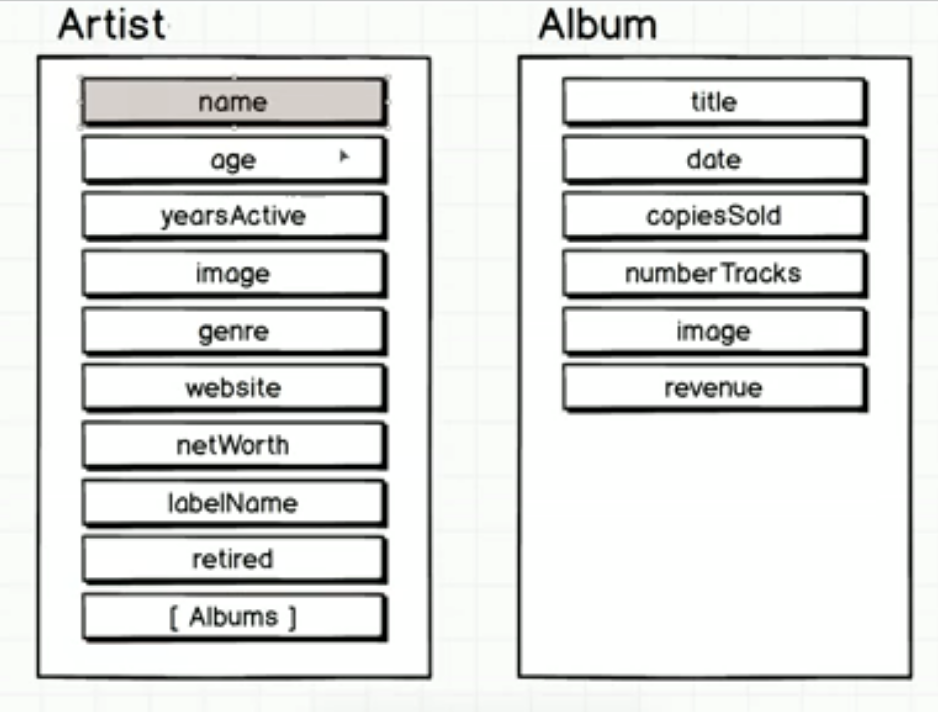 Artist
name
age
yearsActive
image
genre
website
netWorth
labelName
retired
[ Albums ]
Album
title
date
copiesSold
numberTracks
image
revenue